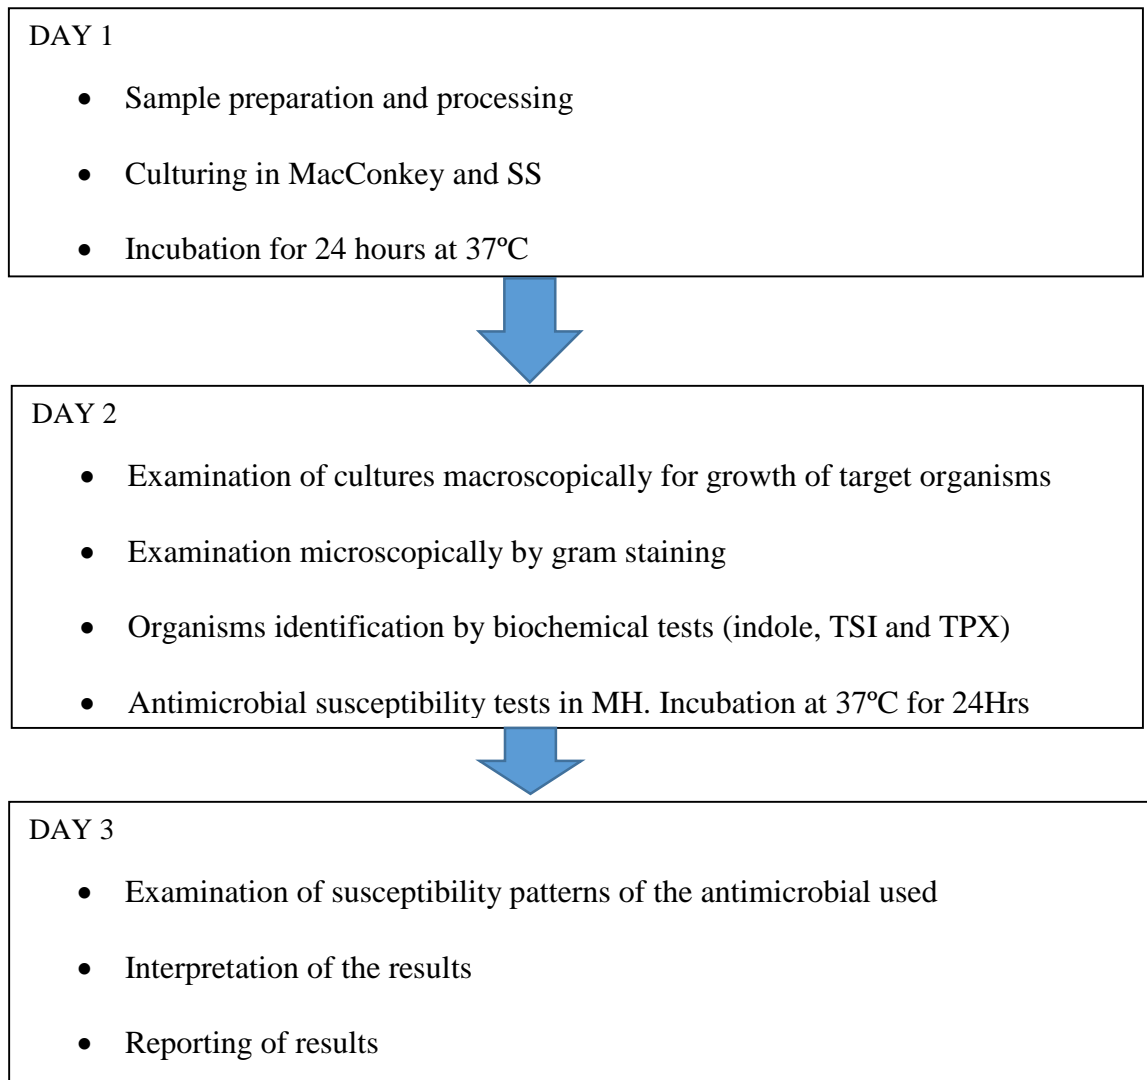 DAY 1
• Sample preparation and processing
• Culturing in MacConkey and SS
• Incubation for 24 hours at 37ºC
DAY 2
• Examination of cultures macroscopically for growth of target organisms
• Examination microscopically by gram staining
• Organisms identification by biochemical tests (indole, TSI and TPX)
• Antimicrobial susceptibility tests in MH. Incubation at 37ºC for 24Hrs
DAY 3
• Examination of susceptibility patterns of the antimicrobial used
• Interpretation of the results
• Reporting of results